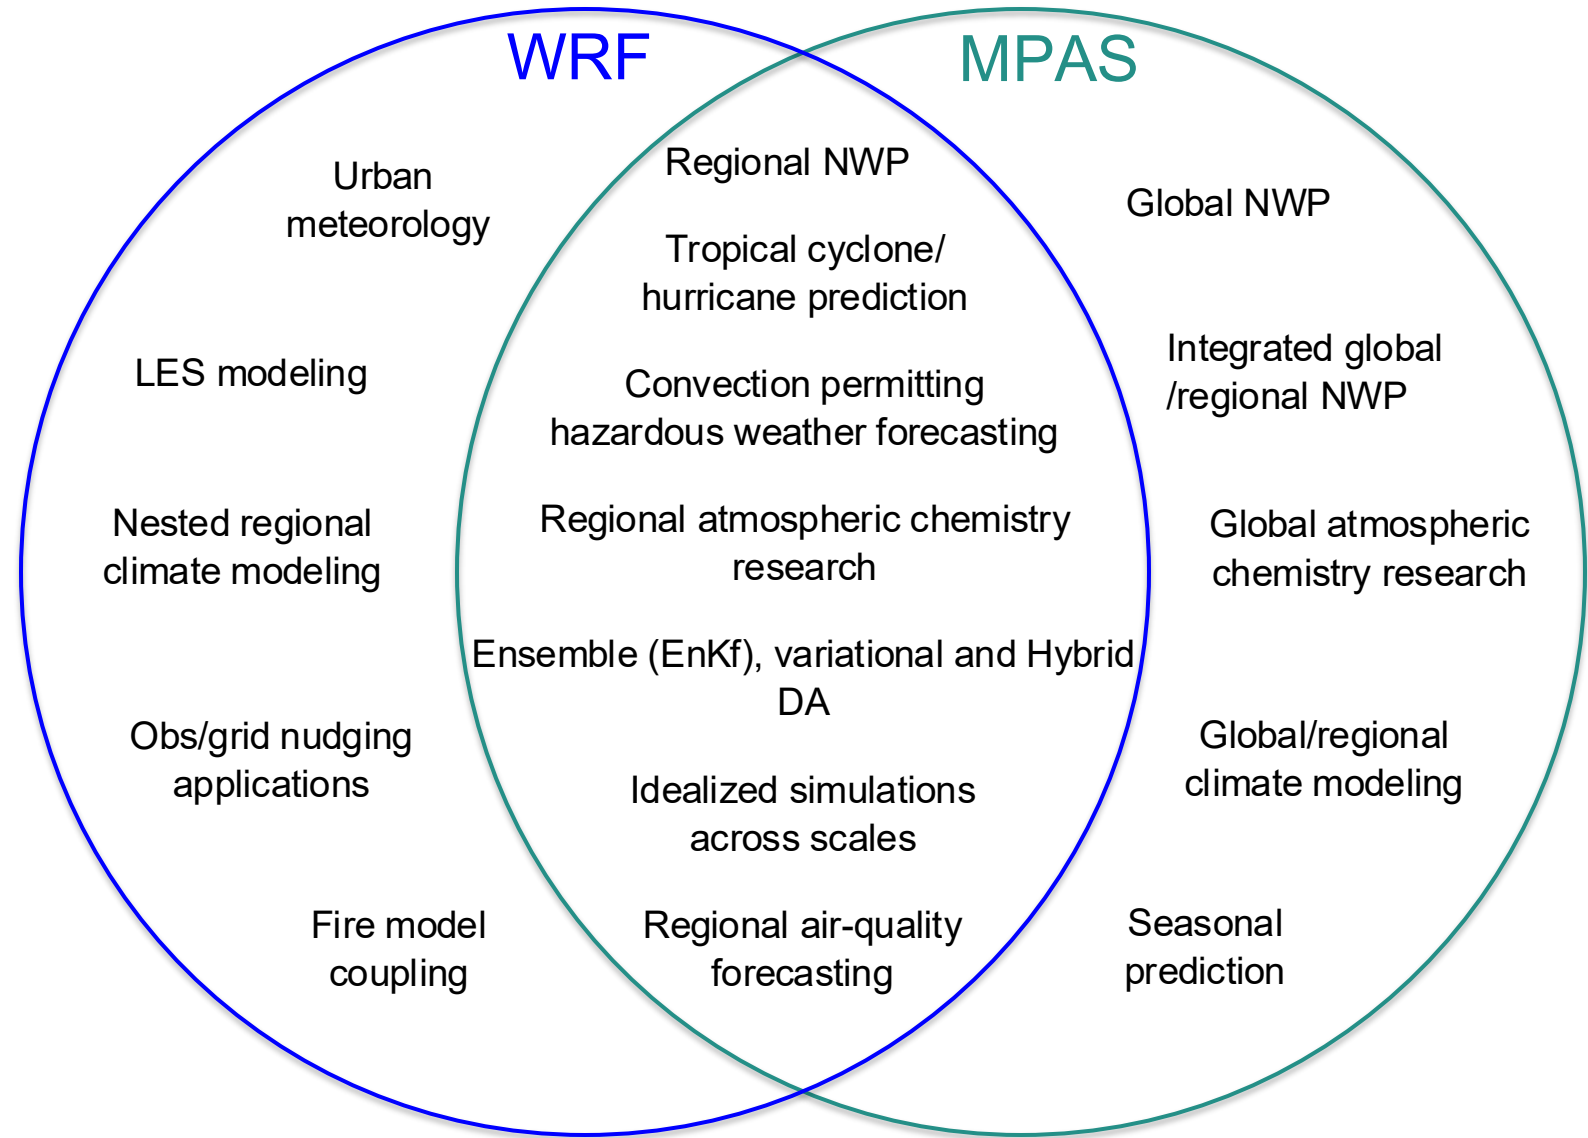 WRF
MPAS
Urban
meteorology
LES modeling
Nested regional
climate modeling
Obs/grid nudging
applications
Fire model
coupling
Regional NWP
Tropical cyclone/
hurricane prediction
Convection permitting
hazardous weather forecasting
Regional atmospheric chemistry
research
Ensemble (EnKf), variational and Hybrid
DA
Idealized simulations
across scales
Regional air-quality
forecasting
Global NWP
Integrated global
/regional NWP
Global atmospheric
chemistry research
Global/regional
climate modeling
Seasonal
prediction